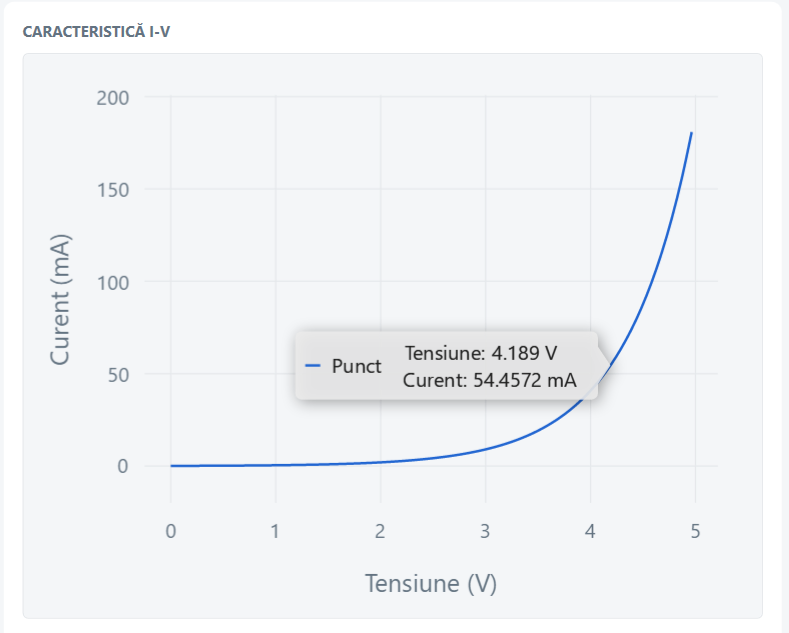 CARACTERISTICĂ I-V
200
150
100
50
0
Curent (mA)
Punct
Tensiune: 4.189 V
Curent: 54.4572 mA
0 1 2 3 4 5
Tensiune (V)